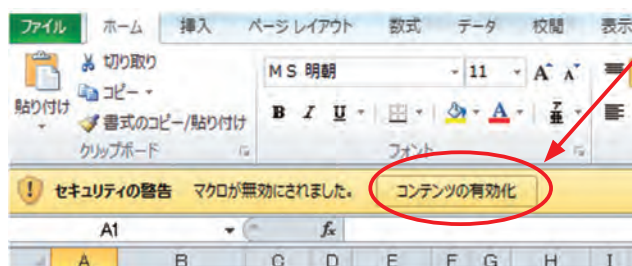 ファイル ホーム 挿入 ページ レイアウト 数式 データ 校閲 表示
切り取り
コピー
貼り付け
書式のコピー/貼り付け
クリップボード
MS 明朝 11 A A
B I U A
フォント
セキュリティの警告 マクロが無効にされました。 コンテンツの有効化
A1 fx
A B C D E F G H I